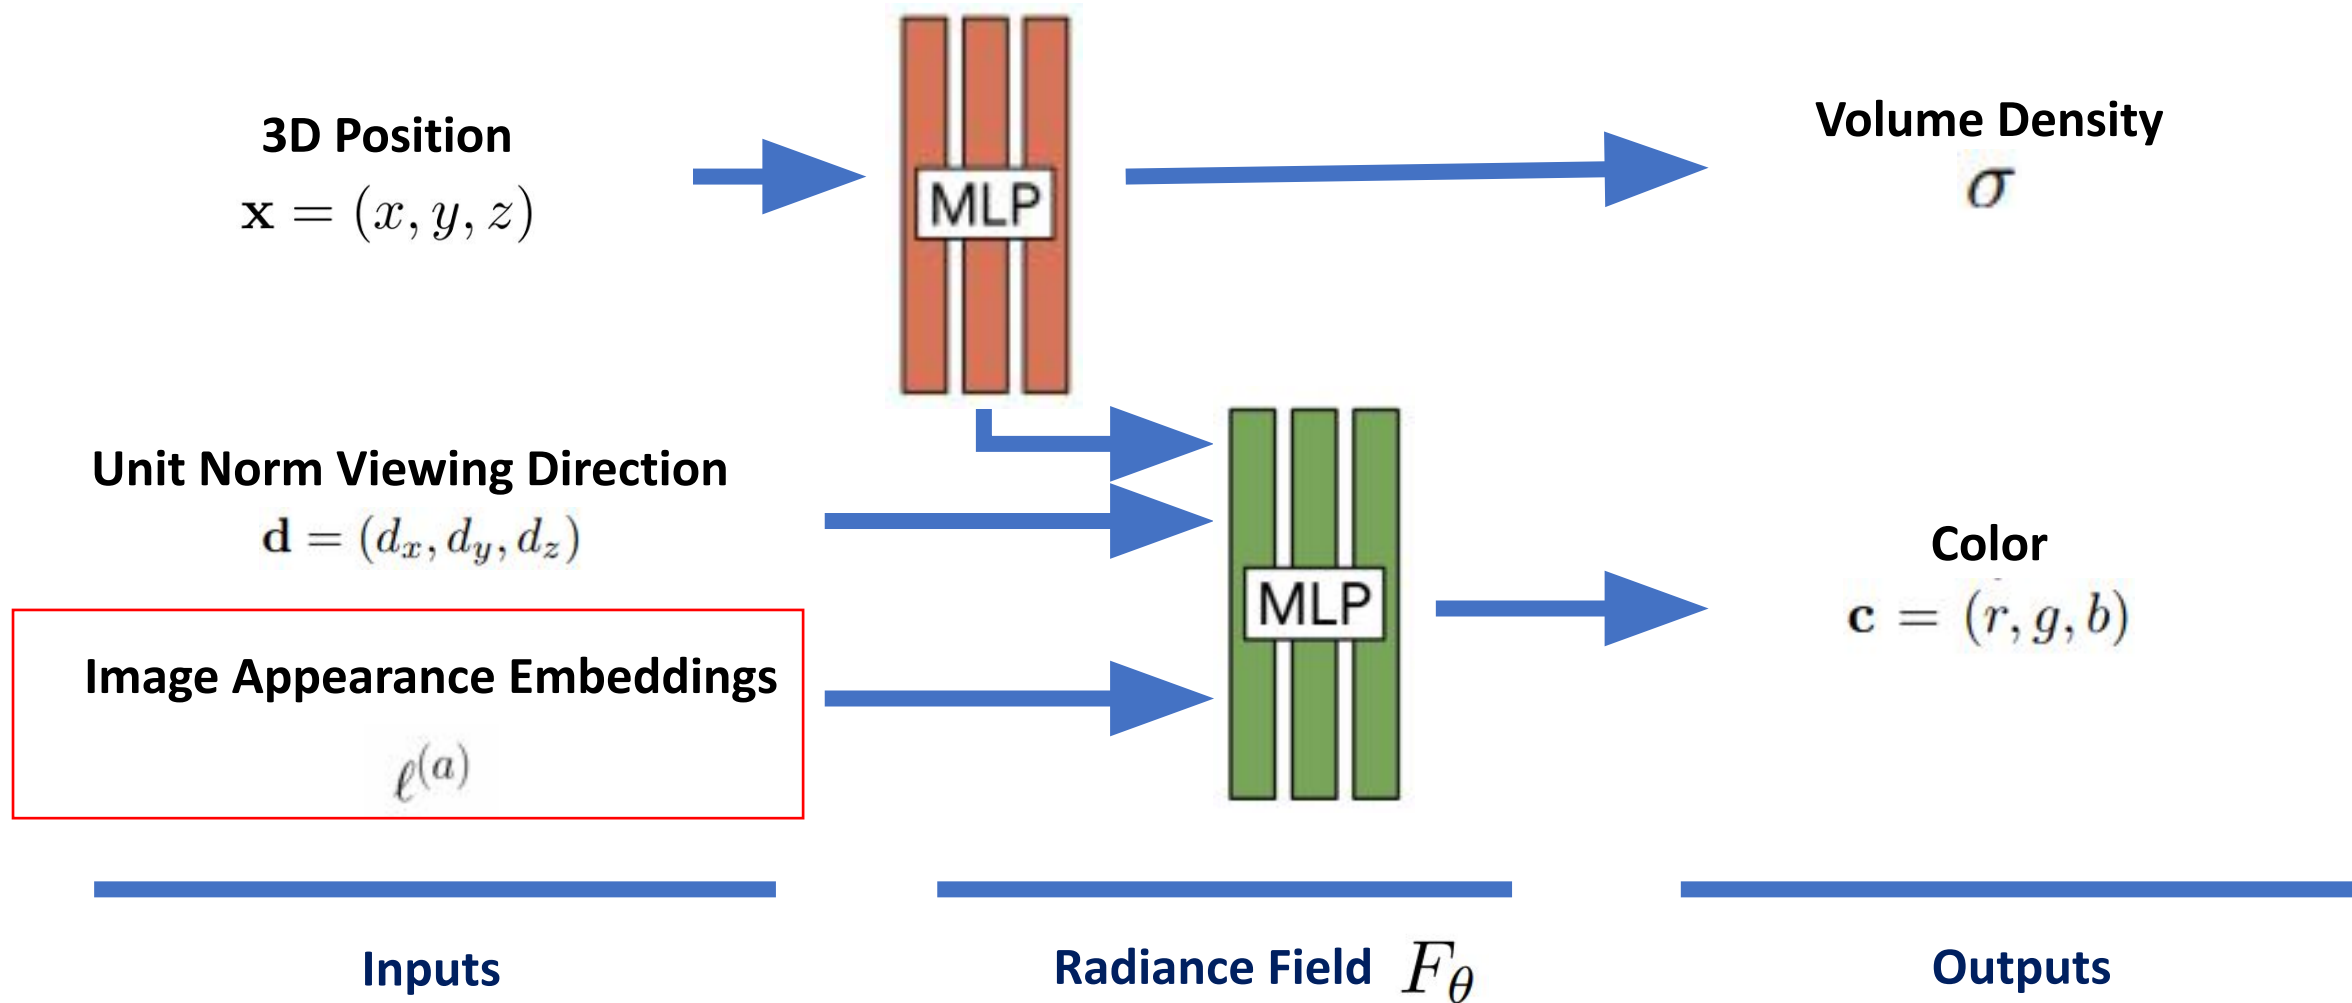 3D Position
x = (x, y, z)
MLP
Volume Density
σ
Unit Norm Viewing Direction
d = (dₓ, d_y, d_z)
Image Appearance Embeddings
ℓ⁽ᵃ⁾
MLP
Color
c = (r, g, b)
Inputs
Radiance Field F_θ
Outputs